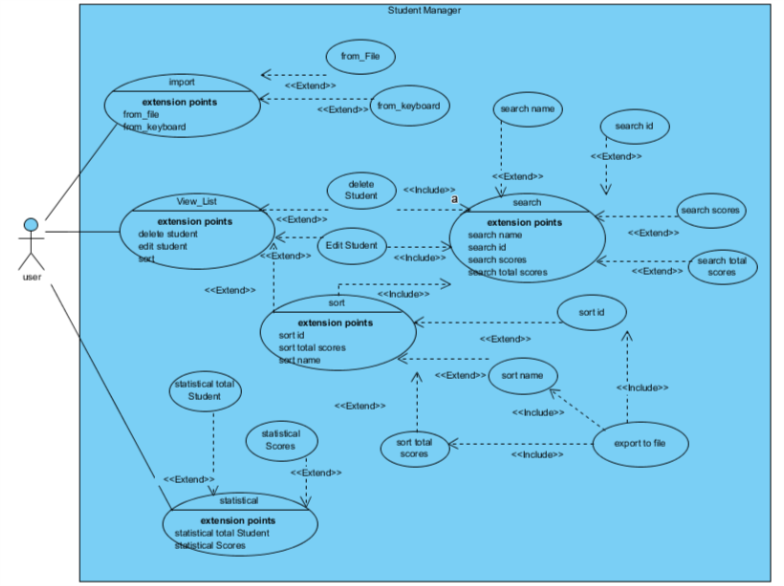 Student Manager
from_File
import
<<Extend>>
extension points
from_file
from_keyboard
<<Extend>>
from_keyboard
search name
search id
<<Extend>>
<<Extend>>
delete
Student
<<Include>>
a
View_List
extension points
delete student
edit student
sort
<<Extend>>
search
extension points
search name
search id
search scores
search total scores
search scores
<<Extend>>
Edit Student
<<Extend>>
<<Include>>
search total
scores
<<Extend>>
user
<<Extend>>
<<Include>>
sort
extension points
sort id
sort total scores
sort name
sort id
<<Extend>>
<<Extend>>
sort name
statistical total
Student
<<Include>>
<<Extend>>
<<Include>>
statistical
Scores
sort total
scores
export to file
<<Include>>
<<Extend>>
<<Extend>>
statistical
extension points
statistical total Student
statistical Scores